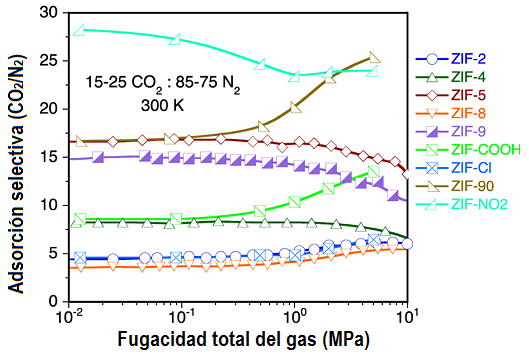 30
25
20
15
10
5
0
Adsorción selectiva (CO2/N2)
15-25 CO2 : 85-75 N2
300 K
10-2
10-1
100
101
Fugacidad total del gas (MPa)
ZIF-2
ZIF-4
ZIF-5
ZIF-8
ZIF-9
ZIF-COOH
ZIF-Cl
ZIF-90
ZIF-NO2